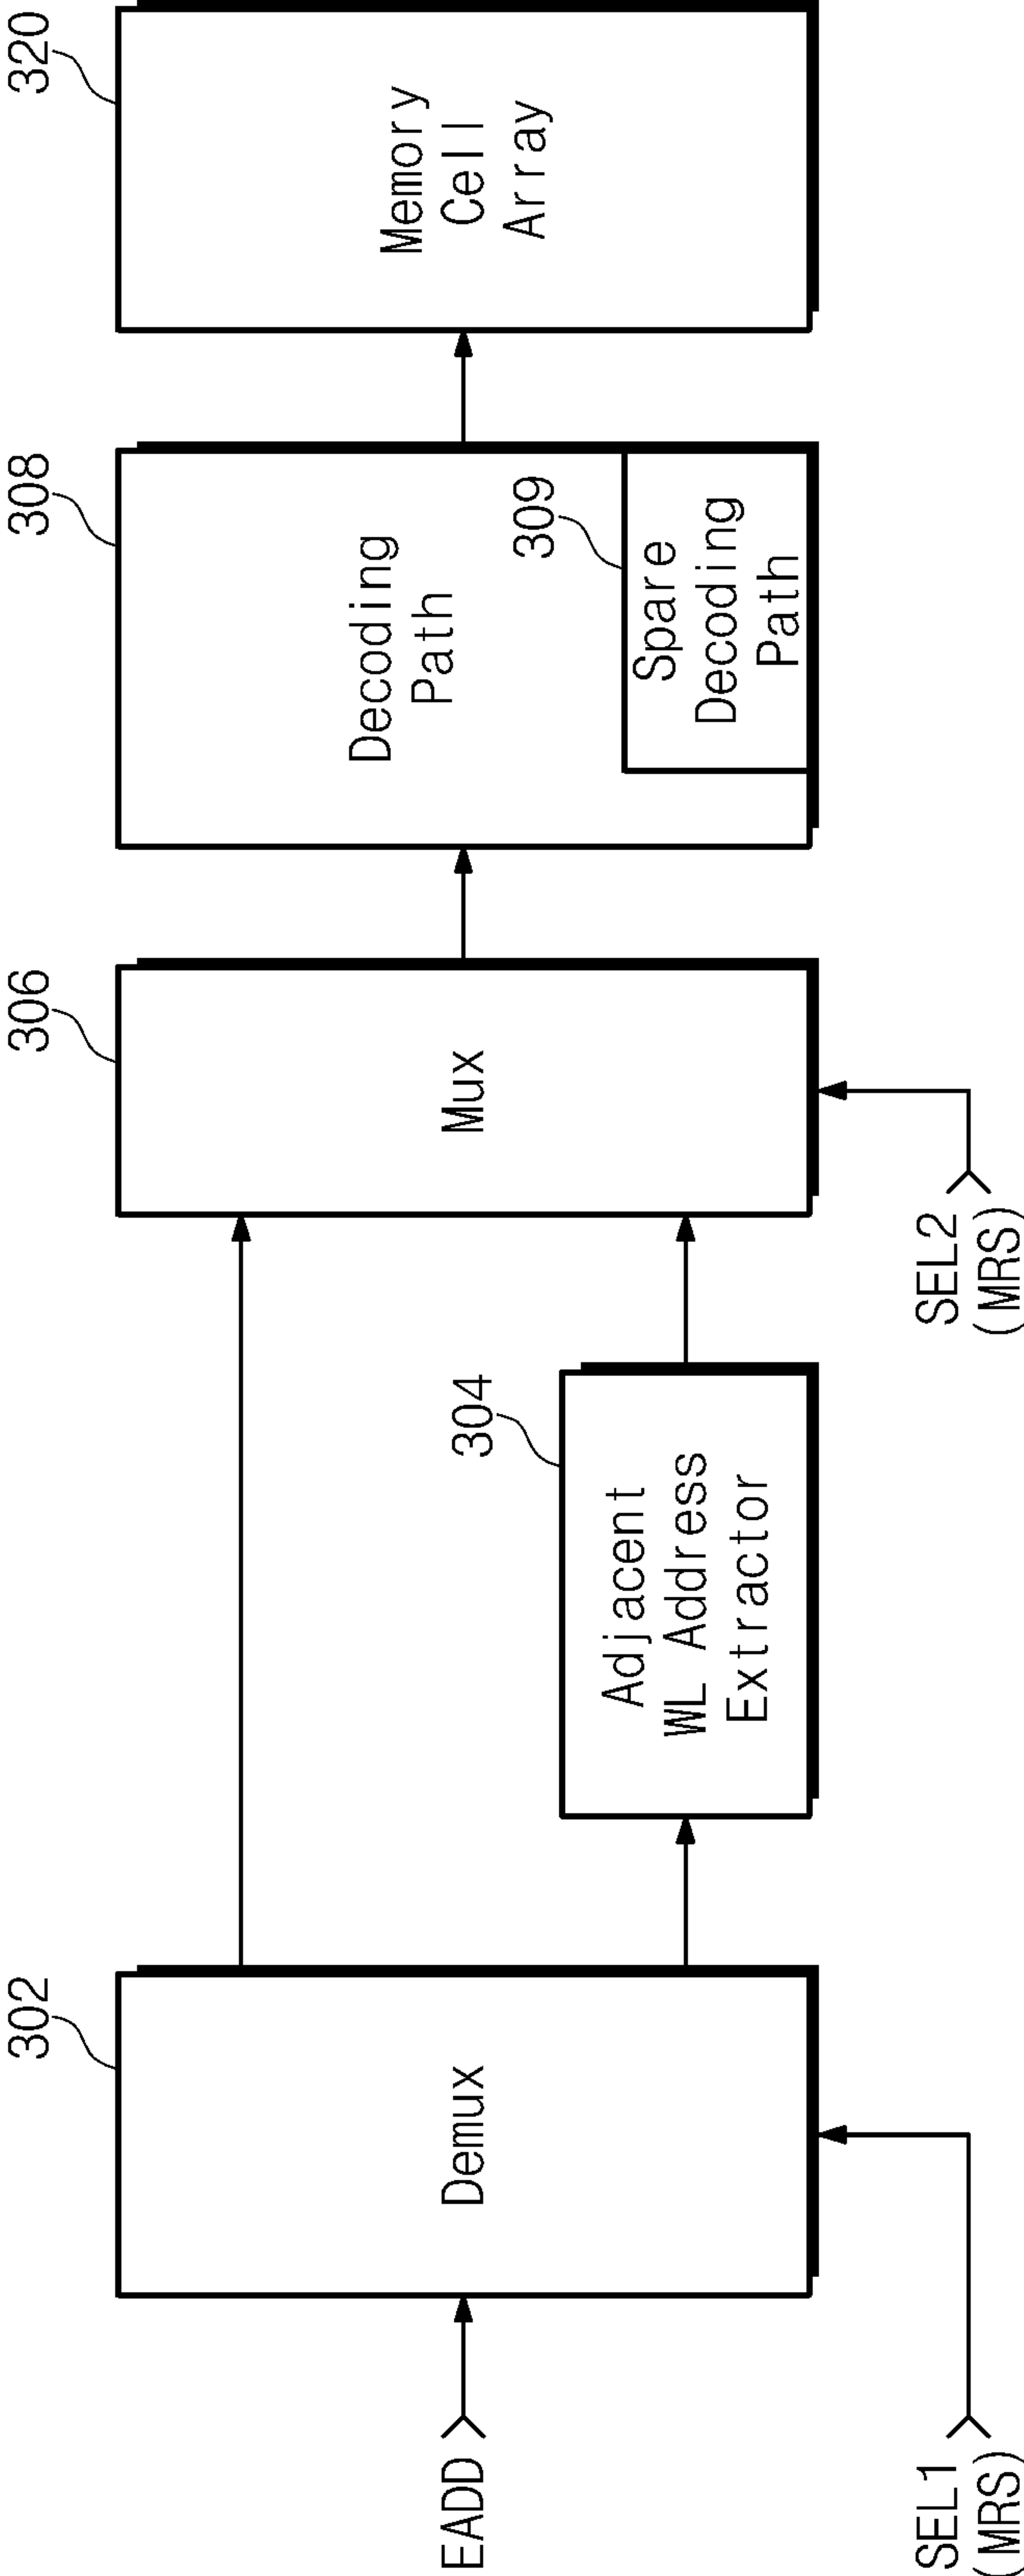 302
304
306
308
320
EADD
Demux
Adjacent
WL Address
Extractor
Mux
Decoding
Path
309
Spare
Decoding
Path
Memory
Cell
Array
SEL1
(MRS)
SEL2
(MRS)